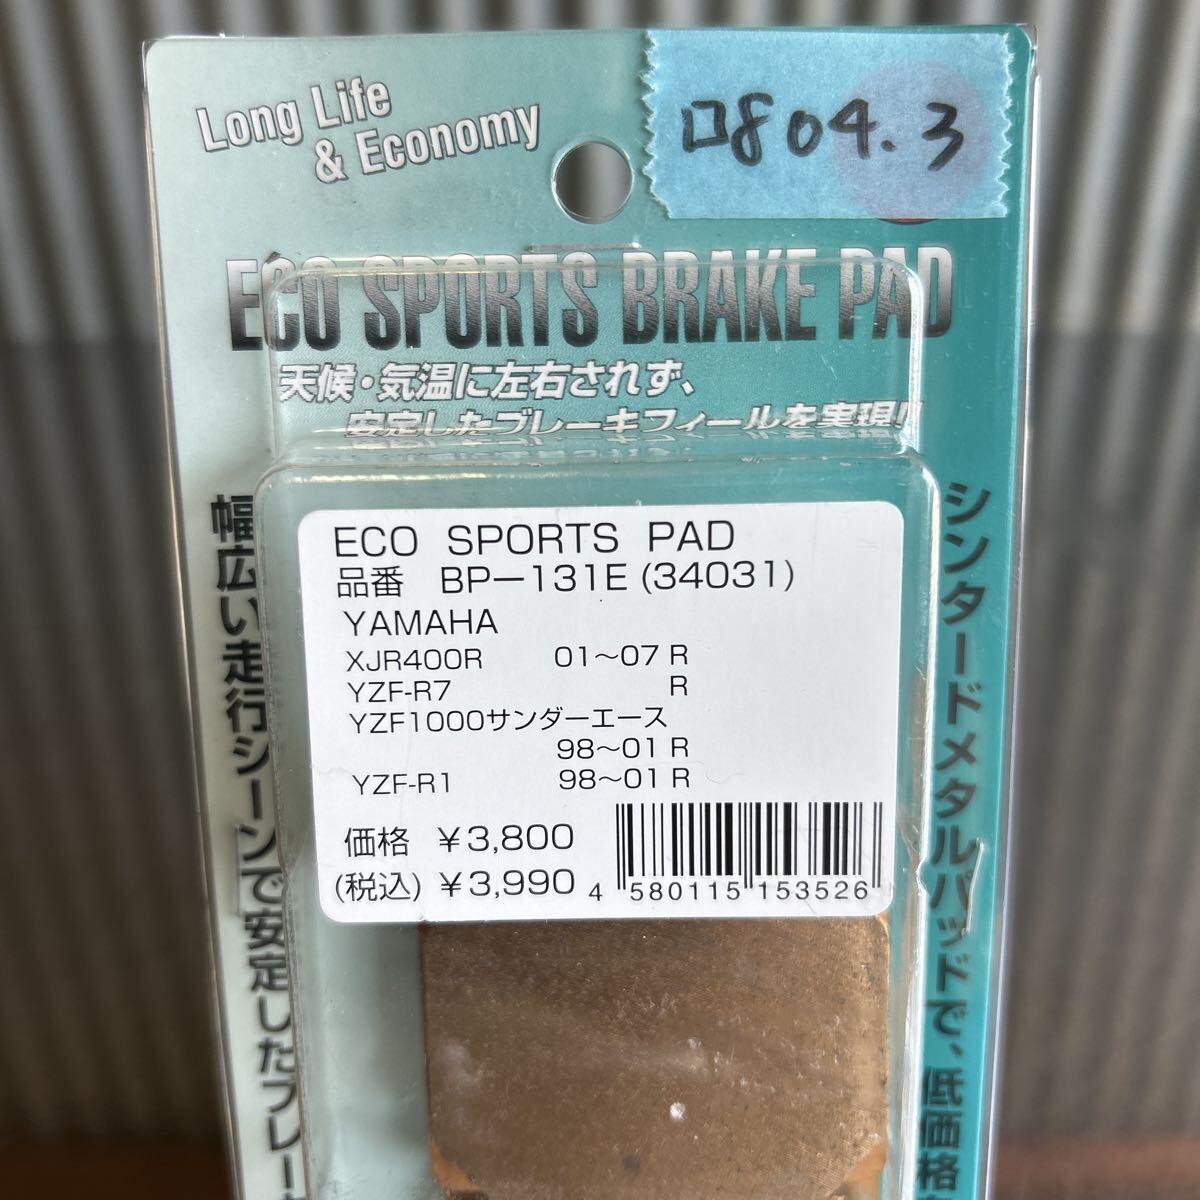 Long Life
& Economy
ロ804.3
ECO SPORTS BRAKE PAD
天候・気温に左右されず、
安定したブレーキフィールを実現!!
幅広い走行シーンで安定したブレー
シンタードメタルパッドで、低価格
ECO SPORTS PAD
品番 BP－131E (34031)
YAMAHA
XJR400R 01～07 R
YZF-R7 R
YZF1000サンダーエース
98～01 R
YZF-R1 98～01 R
価格 ￥3,800
(税込) ￥3,990
4 580115 153526